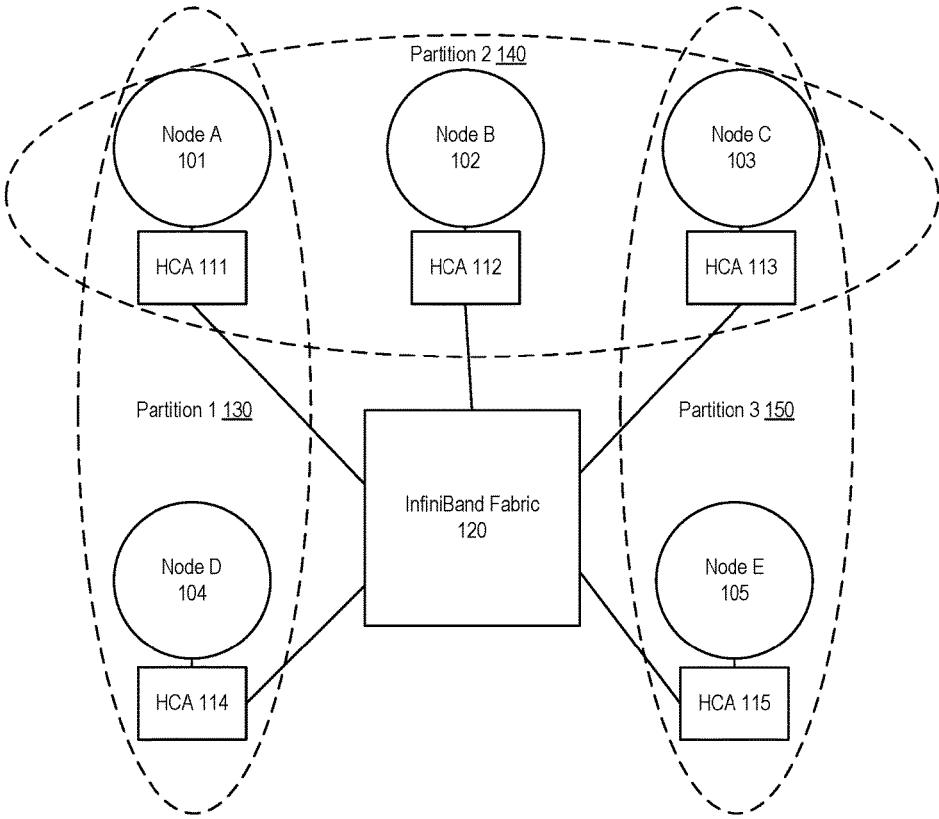 Partition 2 140
Node A
101
Node B
102
Node C
103
HCA 111
HCA 112
HCA 113
Partition 1 130
Partition 3 150
InfiniBand Fabric
120
Node D
104
Node E
105
HCA 114
HCA 115